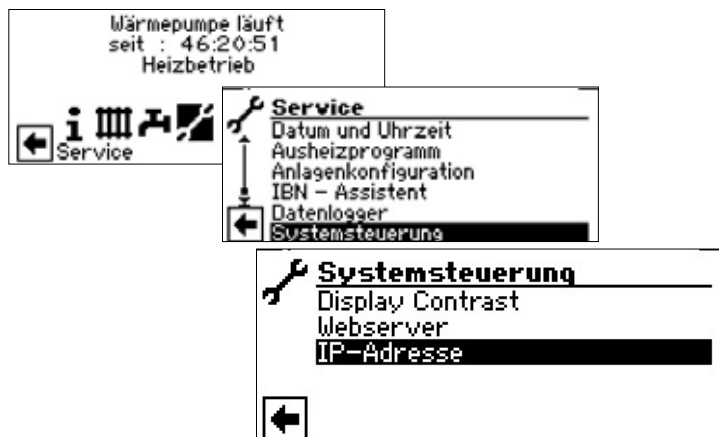 Wärmepumpe läuft
seit : 46:20:51
Heizbetrieb
Service
Service
Datum und Uhrzeit
Ausheizprogramm
Anlagenkonfiguration
IBN - Assistent
Datenlogger
Systemsteuerung
Systemsteuerung
Display Contrast
Webserver
IP-Adresse